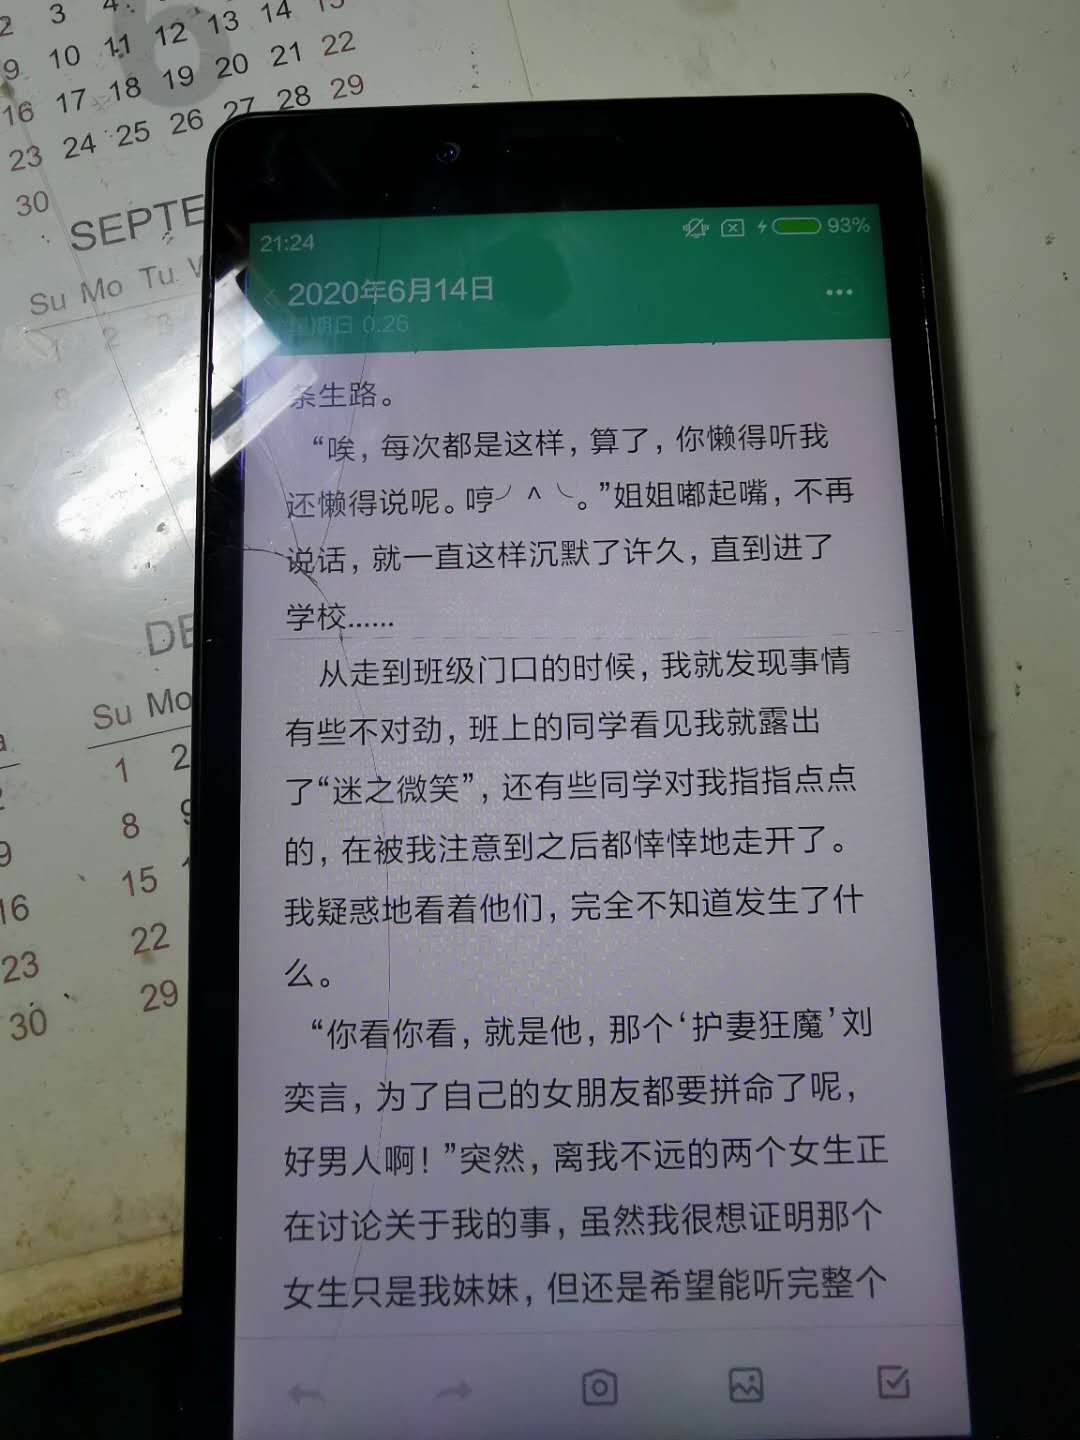 2 3 4
9 10 11 12 13 14 15
16 17 18 19 20 21 22
23 24 25 26 27 28 29
30
SEPTE
Su Mo Tu W
1 2 3
8
DE
Su Mo
1 2
8 9
15
22
29
9
16
23
30
21:24
93%
2020年6月14日
星期日 0:26
条生路。
“唉，每次都是这样，算了，你懒得听我
还懒得说呢。哼╯^╰。”姐姐嘟起嘴，不再
说话，就一直这样沉默了许久，直到进了
学校……
从走到班级门口的时候，我就发现事情
有些不对劲，班上的同学看见我就露出
了“迷之微笑”，还有些同学对我指指点点
的，在被我注意到之后都悻悻地走开了。
我疑惑地看着他们，完全不知道发生了什
么。
“你看你看，就是他，那个‘护妻狂魔’刘
奕言，为了自己的女朋友都要拼命了呢，
好男人啊！”突然，离我不远的两个女生正
在讨论关于我的事，虽然我很想证明那个
女生只是我妹妹，但还是希望能听完整个